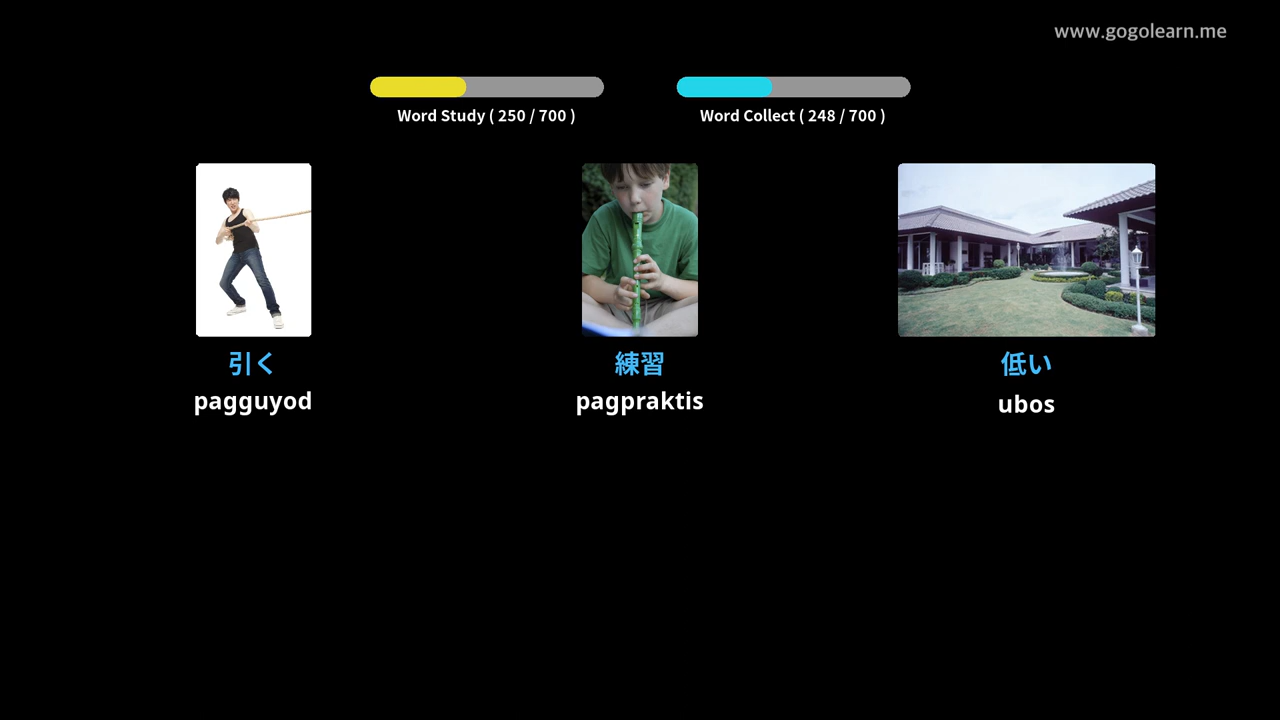 www.gogolearn.me
Word Study ( 250 / 700 )
Word Collect ( 248 / 700 )
引く
pagguyod
練習
pagpraktis
低い
ubos